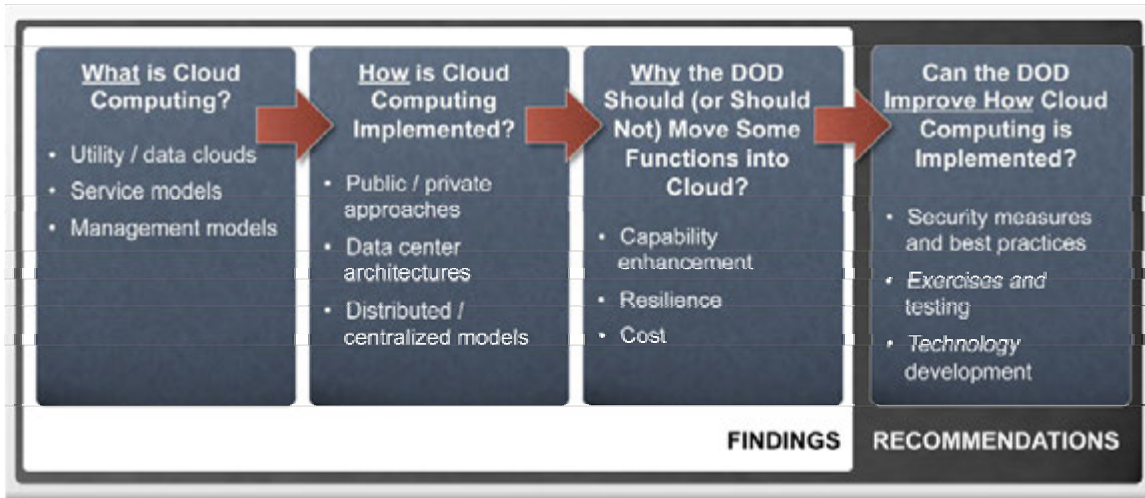 What is Cloud
Computing?
• Utility / data clouds
• Service models
• Management models
How is Cloud
Computing
Implemented?
• Public / private
approaches
• Data center
architectures
• Distributed /
centralized models
Why the DOD
Should (or Should
Not) Move Some
Functions into
Cloud?
• Capability
enhancement
• Resilience
• Cost
FINDINGS
Can the DOD
Improve How Cloud
Computing is
Implemented?
• Security measures
and best practices
• Exercises and
testing
• Technology
development
RECOMMENDATIONS